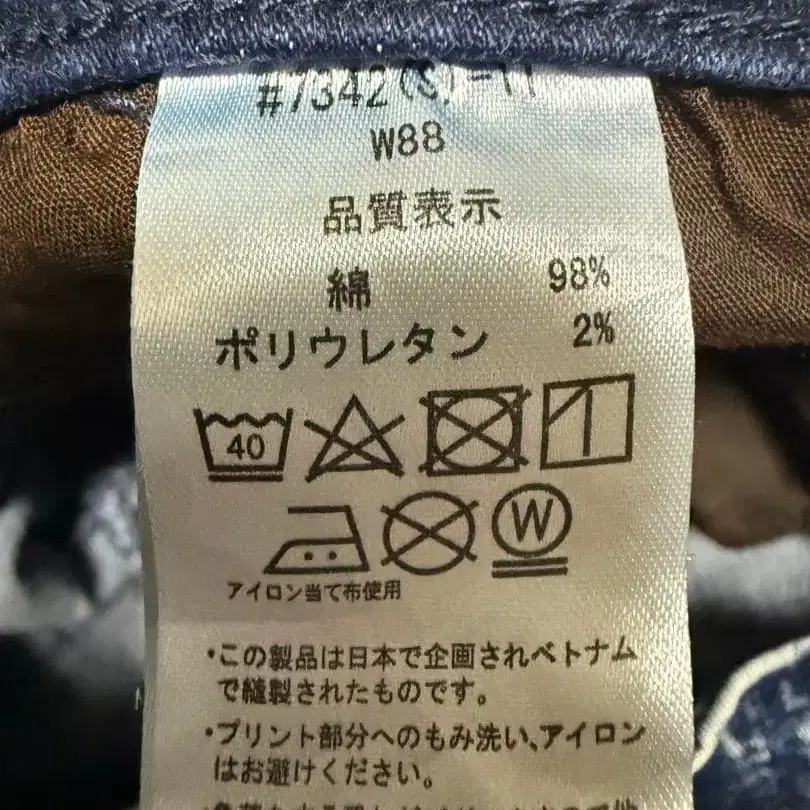 #7342(S)-11
W88
品質表示
綿 98%
ポリウレタン 2%
40
W
アイロン当て布使用
・この製品は日本で企画されベトナム
で縫製されたものです。
・プリント部分へのもみ洗い、アイロン
はお避けください。